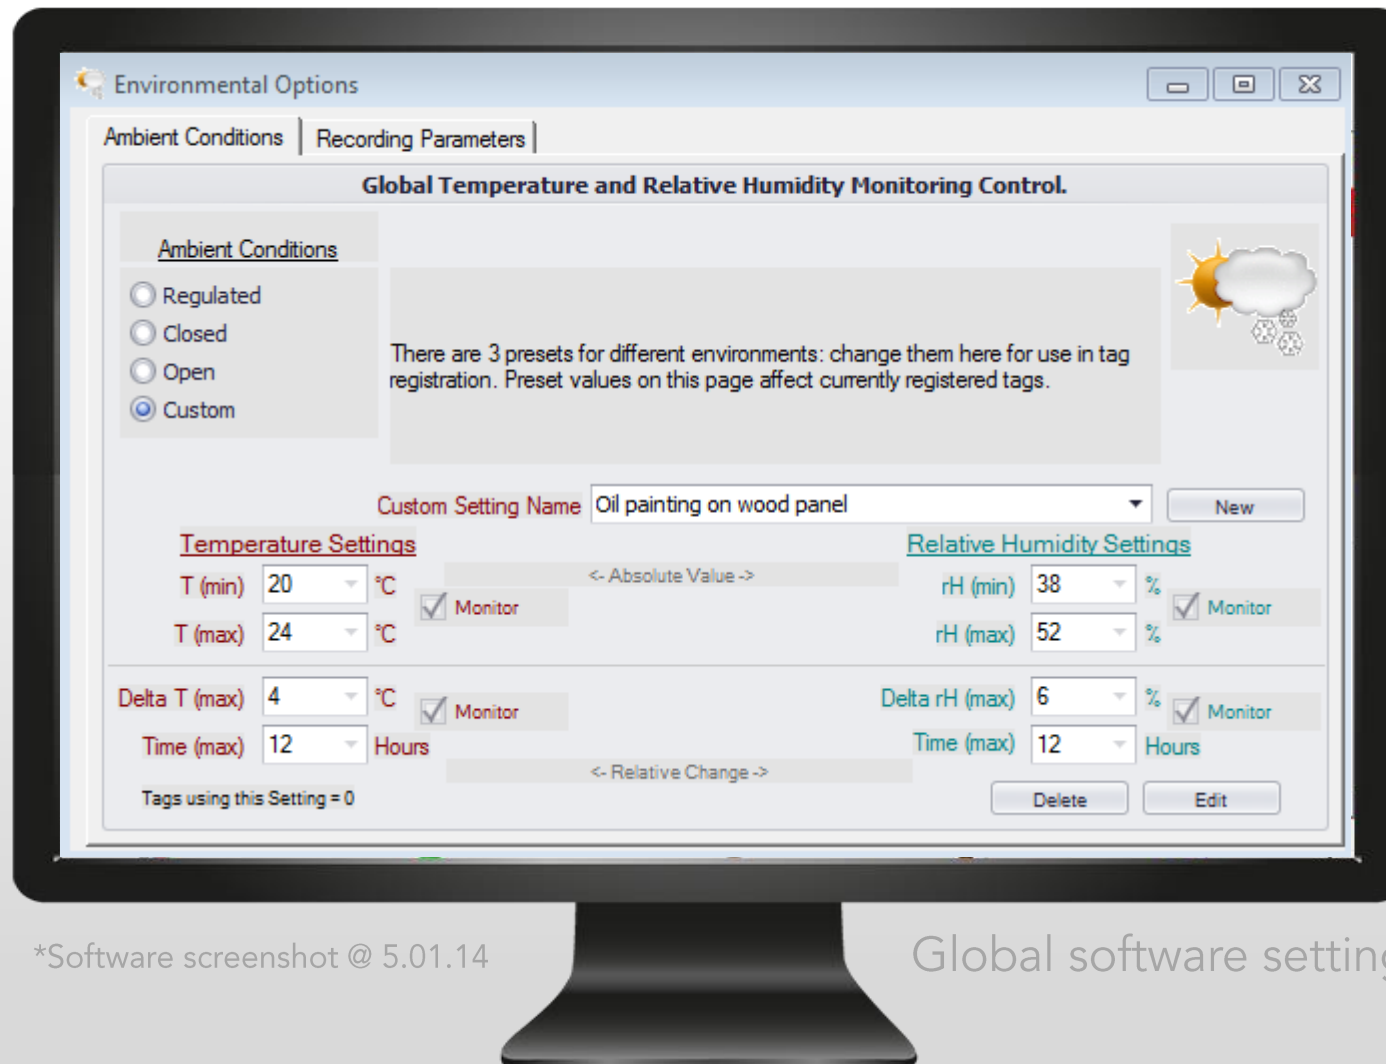 Environmental Options
Ambient Conditions
Recording Parameters
Global Temperature and Relative Humidity Monitoring Control.
Ambient Conditions
Regulated
Closed
Open
Custom
There are 3 presets for different environments: change them here for use in tag
registration. Preset values on this page affect currently registered tags.
Custom Setting Name Oil painting on wood panel New
Temperature Settings
Relative Humidity Settings
<- Absolute Value ->
T (min) 20 °C
Monitor
T (max) 24 °C
rH (min) 38 %
Monitor
rH (max) 52 %
Delta T (max) 4 °C
Monitor
Time (max) 12 Hours
Delta rH (max) 6 %
Monitor
Time (max) 12 Hours
<- Relative Change ->
Tags using this Setting = 0
Delete Edit
*Software screenshot @ 5.01.14
Global software setting